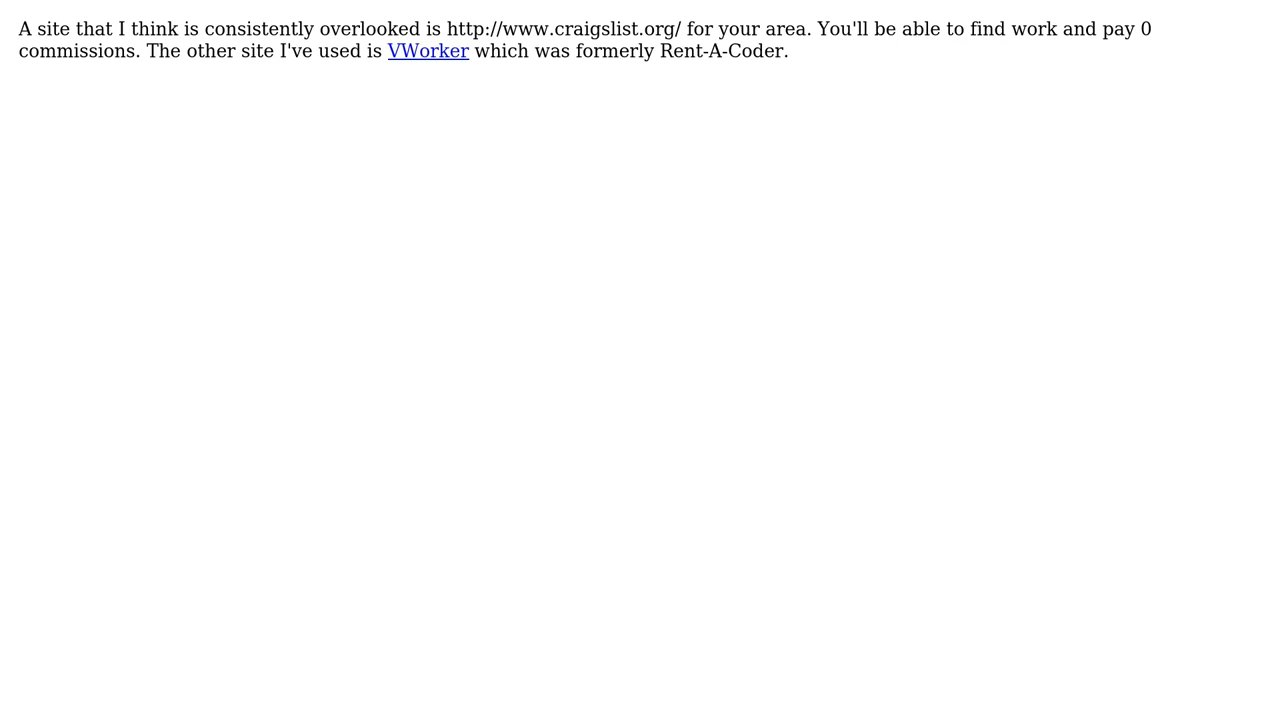 A site that I think is consistently overlooked is http://www.craigslist.org/ for your area. You'll be able to find work and pay 0
commissions. The other site I've used is VWorker which was formerly Rent-A-Coder.